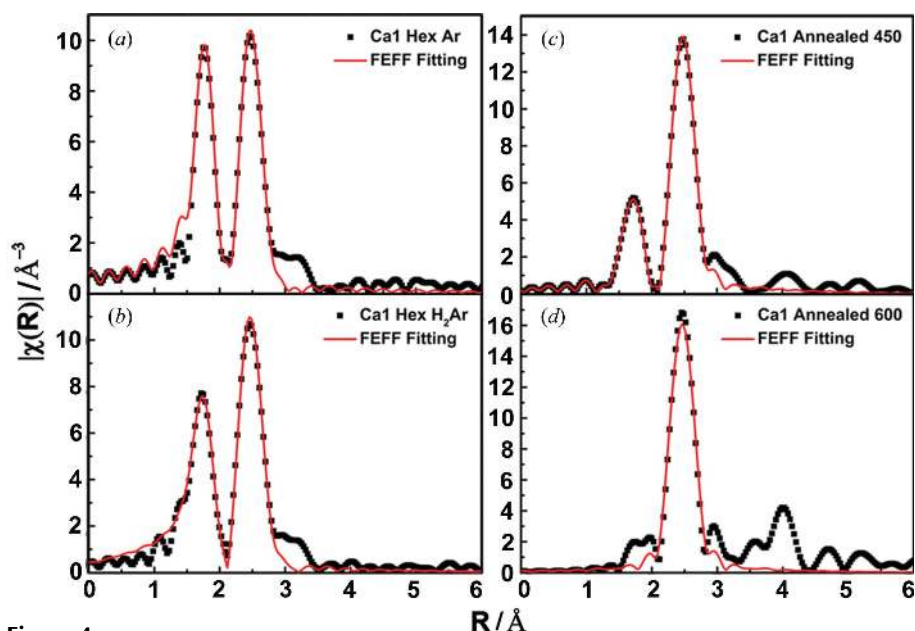 (a)
Ca1 Hex Ar
FEFF Fitting
10
8
6
4
2
0
(c)
Ca1 Annealed 450
FEFF Fitting
14
12
10
8
6
4
2
0
(b)
Ca1 Hex H₂Ar
FEFF Fitting
10
8
6
4
2
0
0 1 2 3 4 5 6
(d)
Ca1 Annealed 600
FEFF Fitting
16
14
12
10
8
6
4
2
0
0 1 2 3 4 5 6
|χ(R)| / Å⁻³
R / Å